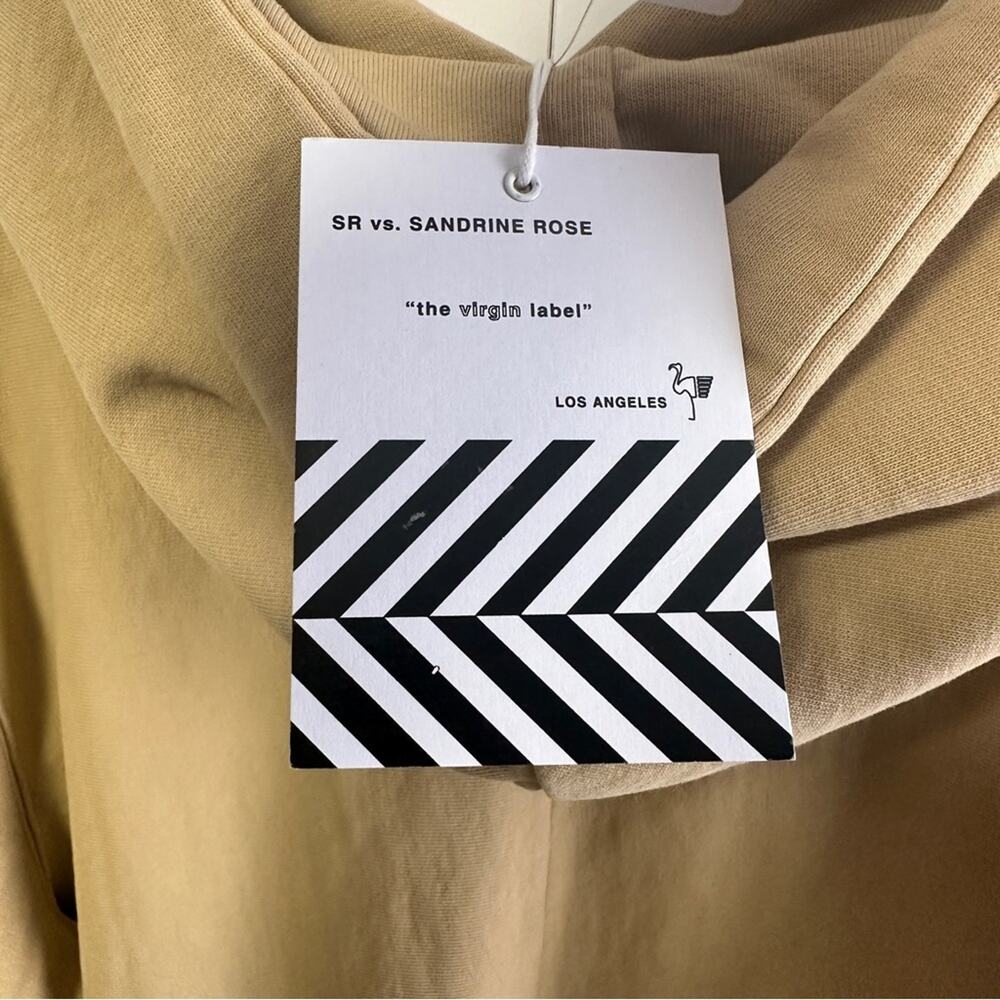 SR vs. SANDRINE ROSE
“the virgin label”
LOS ANGELES